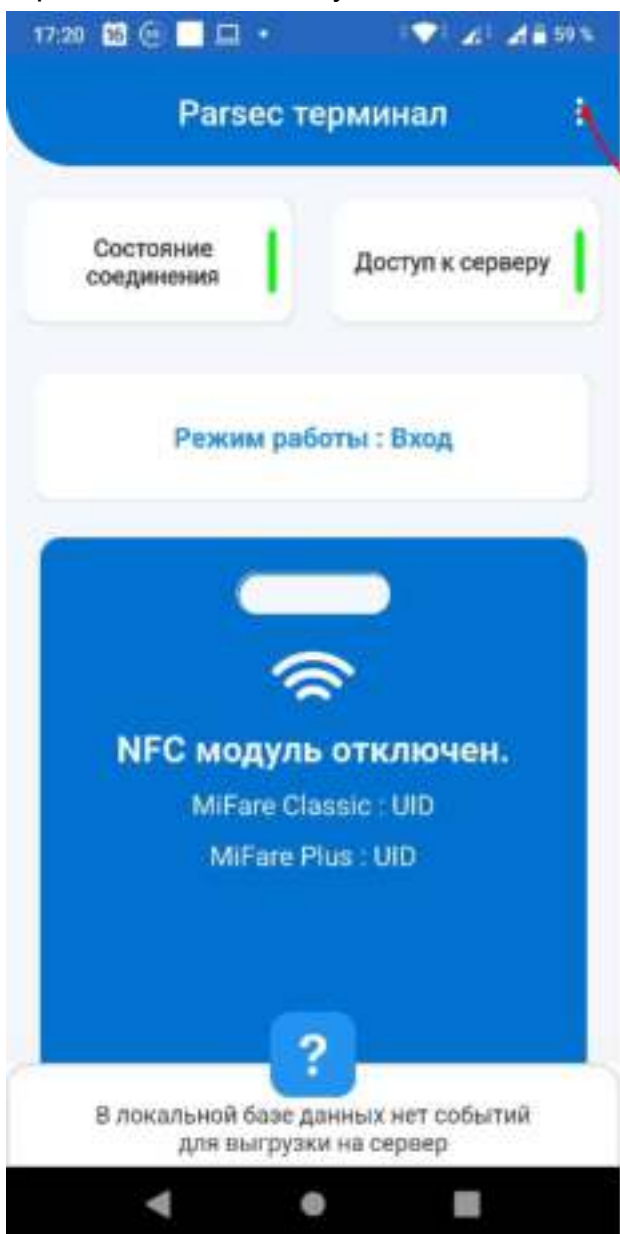 17:20
59 %
Parsec терминал
Состояние
соединения
Доступ к серверу
Режим работы : Вход
NFC модуль отключен.
MiFare Classic : UID
MiFare Plus : UID
?
В локальной базе данных нет событий
для выгрузки на сервер